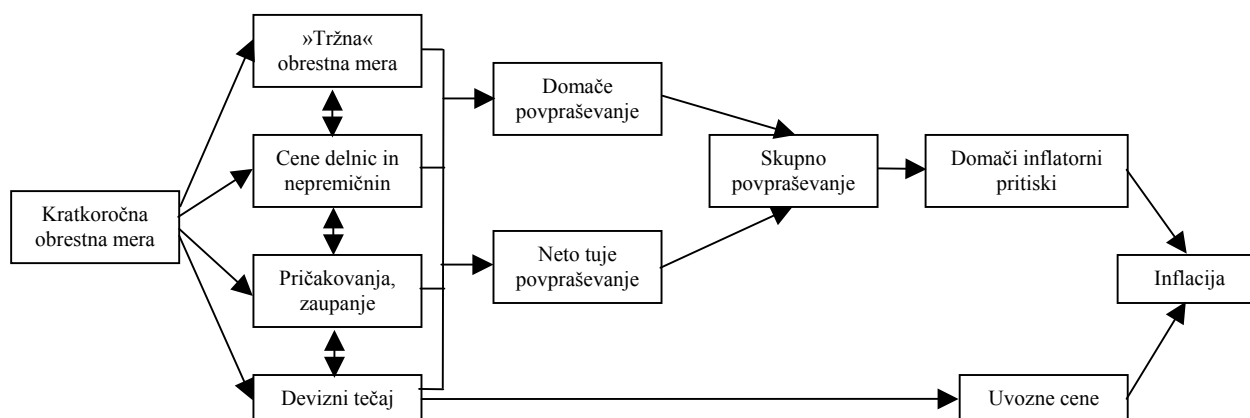 »Tržna«
obrestna mera
Domače
povpraševanje
Cene delnic in
nepremičnin
Skupno
povpraševanje
Domači inflatorni
pritiski
Kratkoročna
obrestna mera
Neto tuje
povpraševanje
Pričakovanja,
zaupanje
Inflacija
Devizni tečaj
Uvozne cene